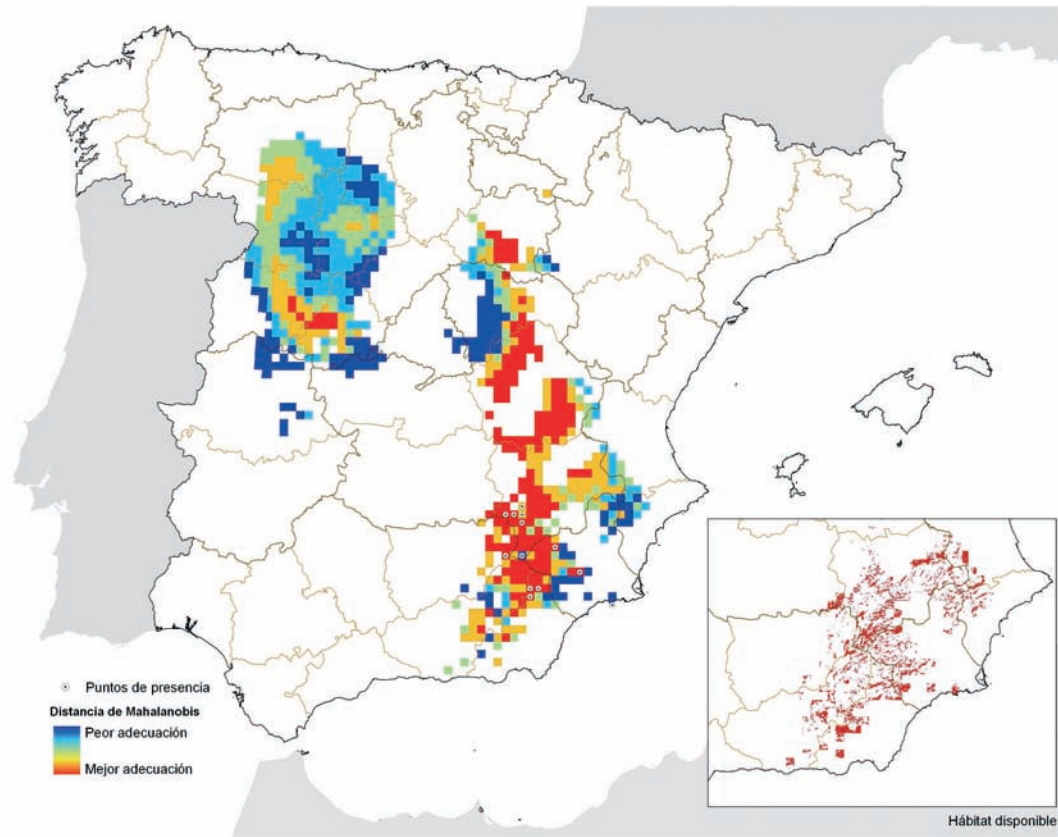 Puntos de presencia
Distancia de Mahalanobis
Peor adecuación
Mejor adecuación
Hábitat disponible